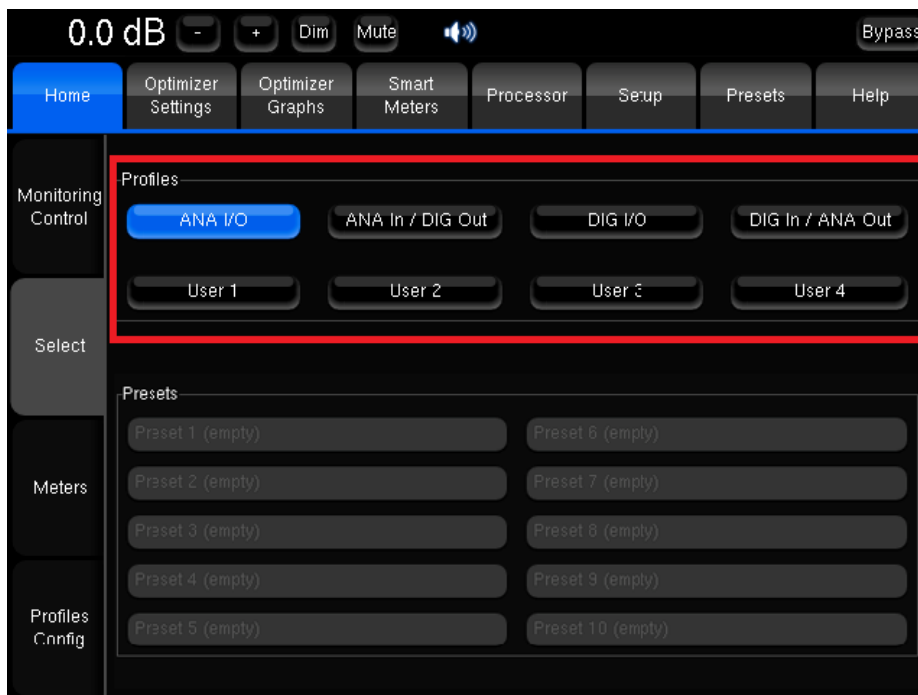 0.0 dB - + Dim Mute Bypass
Home Optimizer Settings Optimizer Graphs Smart Meters Processor Setup Presets Help
Monitoring Control
Profiles
ANA I/O ANA In / DIG Out DIG I/O DIG In / ANA Out
User 1 User 2 User 3 User 4
Select
Presets
Preset 1 (empty) Preset 6 (empty)
Preset 2 (empty) Preset 7 (empty)
Meters
Preset 3 (empty) Preset 8 (empty)
Preset 4 (empty) Preset 9 (empty)
Profiles Config
Preset 5 (empty) Preset 10 (empty)